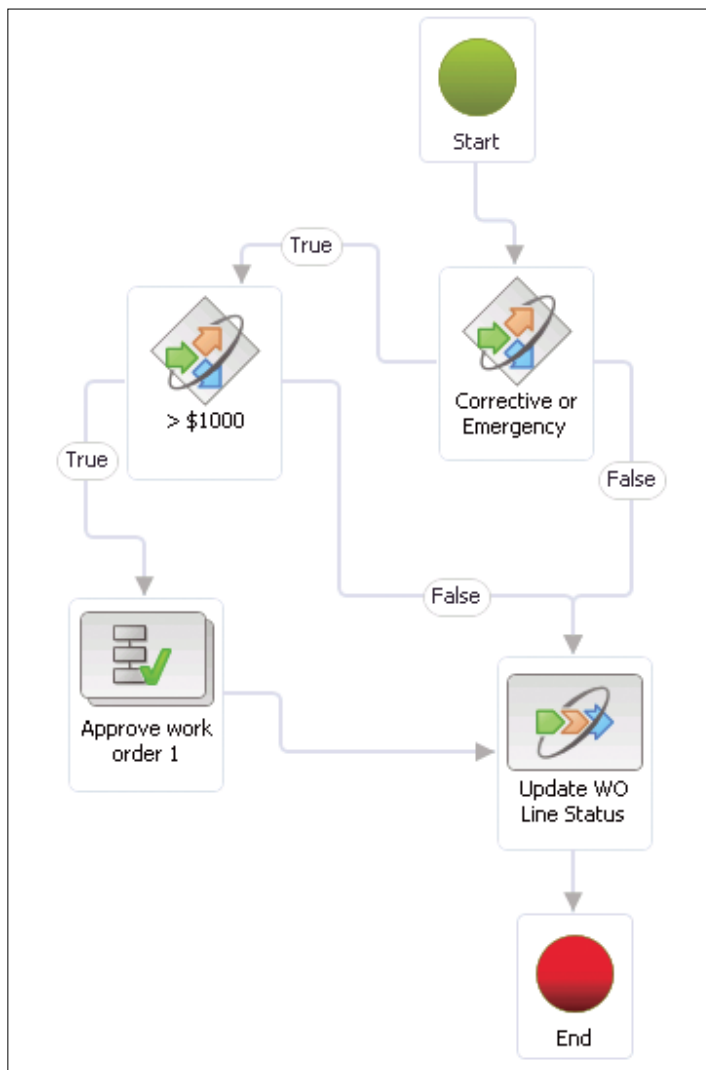 Start
True
Corrective or
Emergency
> $1000
True
False
False
Approve work
order 1
Update WO
Line Status
End